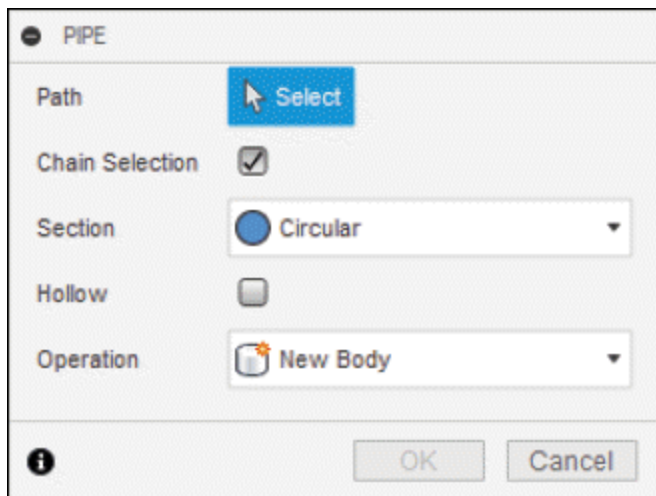 PIPE
Path Select
Chain Selection
Section Circular
Hollow
Operation New Body
OK Cancel